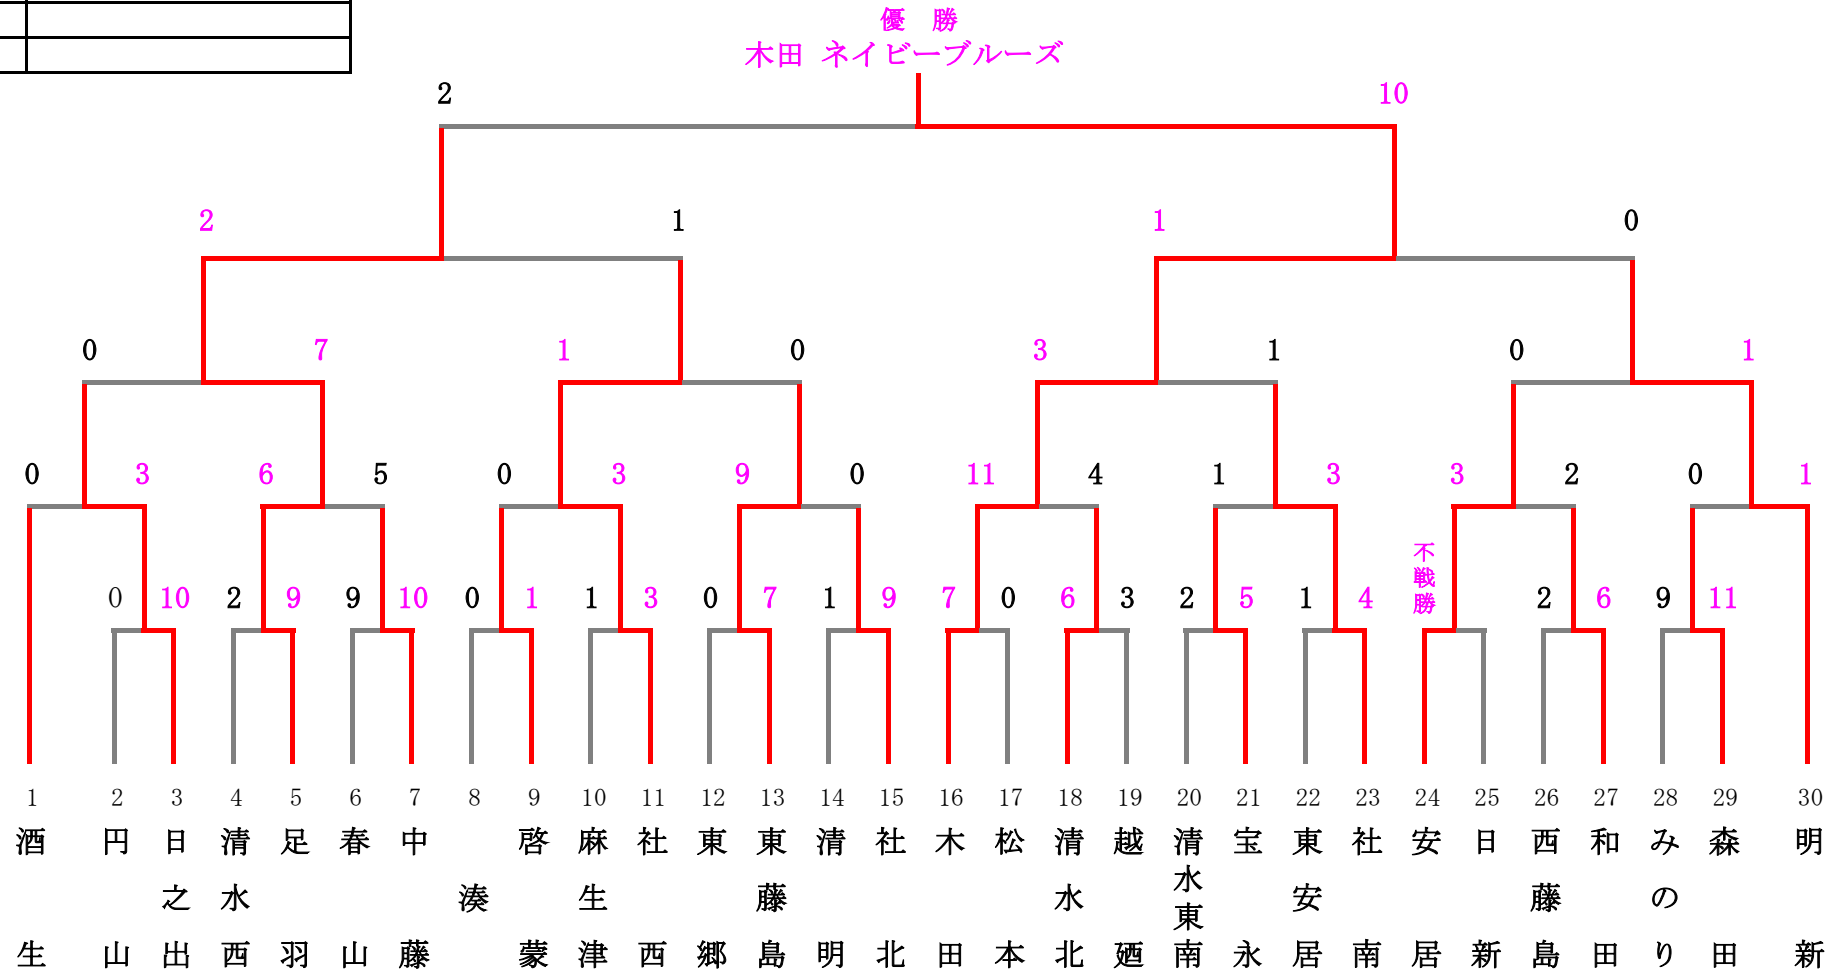 優 勝
木田 ネイビーブルーズ
2 10
2 1 1 0
0 7 1 0 3 1 0 1
0 3 6 5 0 3 9 0 11 4 1 3 3 2 0 1
不戦勝
0 10 2 9 9 10 0 1 1 3 0 7 1 9 7 0 6 3 2 5 1 4 2 6 9 11
1 2 3 4 5 6 7 8 9 10 11 12 13 14 15 16 17 18 19 20 21 22 23 24 25 26 27 28 29 30
酒生
円山
日之出
清水西
足羽
春山
中藤
湊
啓蒙
麻生津
社西
東郷
東藤島
清明
社北
木田
松本
清水北
越廼
清水東南
宝永
東安居
社南
安居
日新
西藤島
和田
みのり
森田
明新